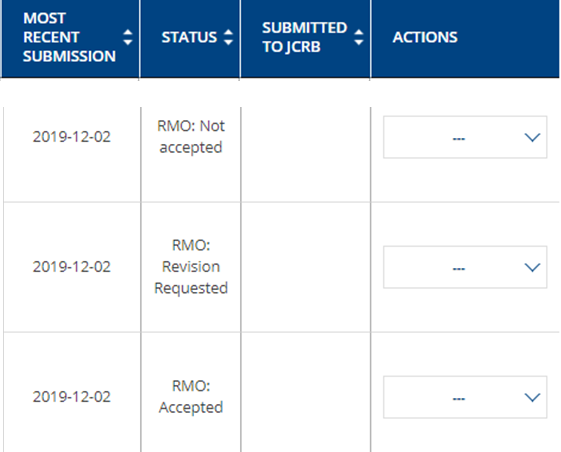 MOST
RECENT
SUBMISSION
STATUS
SUBMITTED
TO JCRB
ACTIONS
2019-12-02
RMO: Not
accepted
---
2019-12-02
RMO:
Revision
Requested
---
2019-12-02
RMO:
Accepted
---